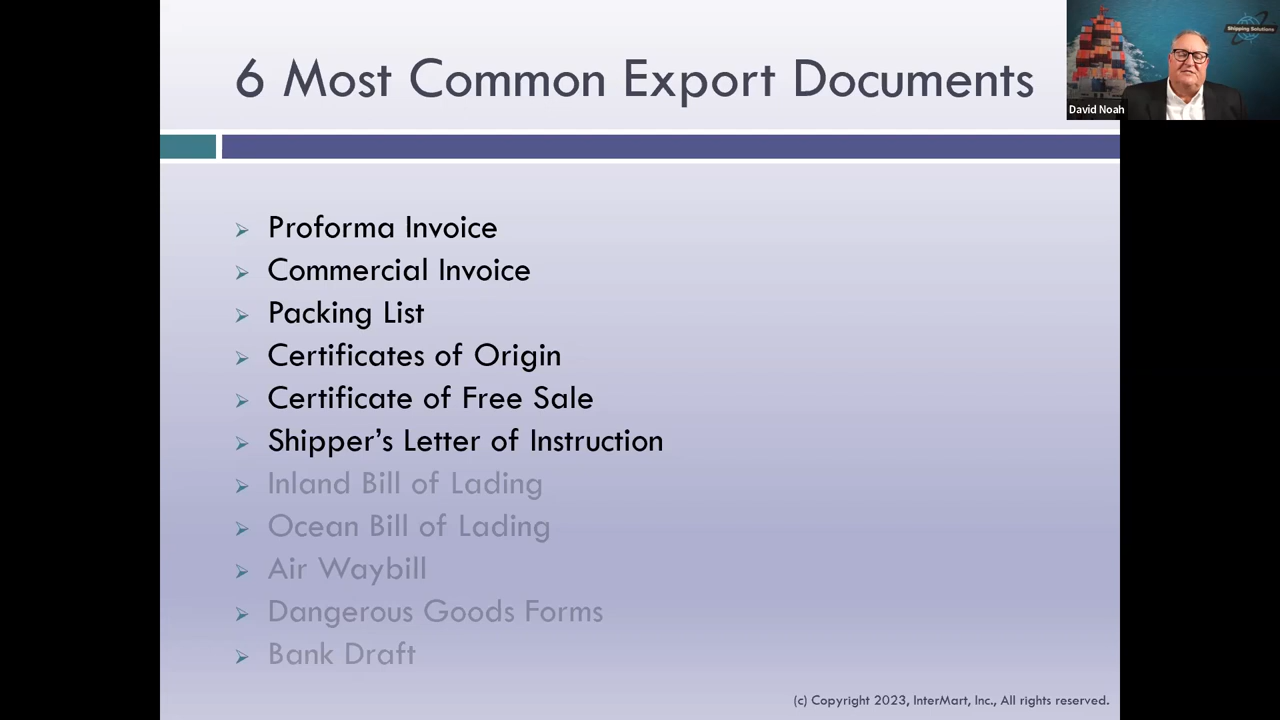 6 Most Common Export Documents
Shipping Solutions
David Noah
Proforma Invoice
Commercial Invoice
Packing List
Certificates of Origin
Certificate of Free Sale
Shipper’s Letter of Instruction
Inland Bill of Lading
Ocean Bill of Lading
Air Waybill
Dangerous Goods Forms
Bank Draft
(c) Copyright 2023, InterMart, Inc., All rights reserved.